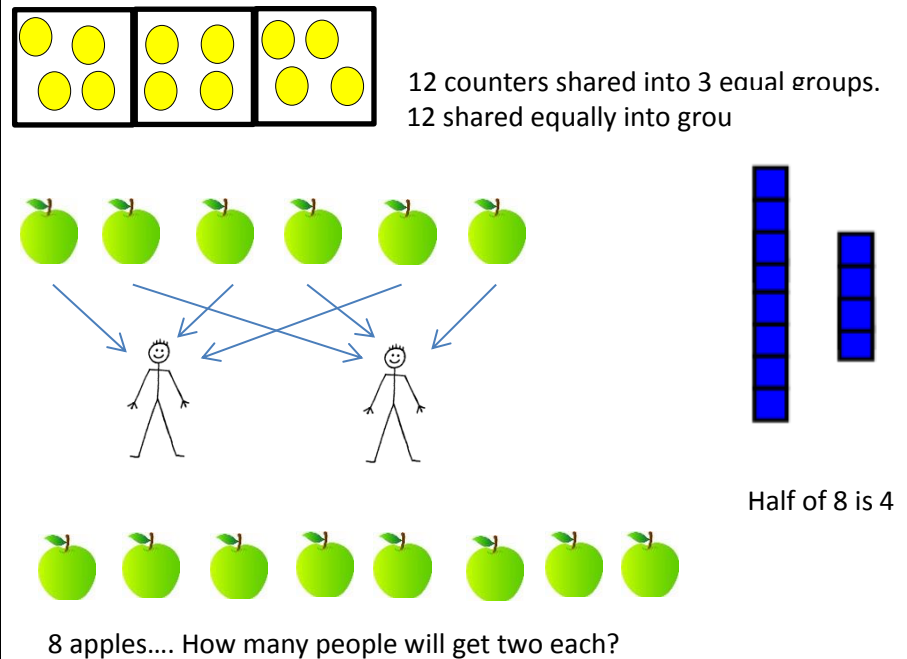 12 counters shared into 3 equal groups.
12 shared equally into grou
Half of 8 is 4
8 apples.... How many people will get two each?